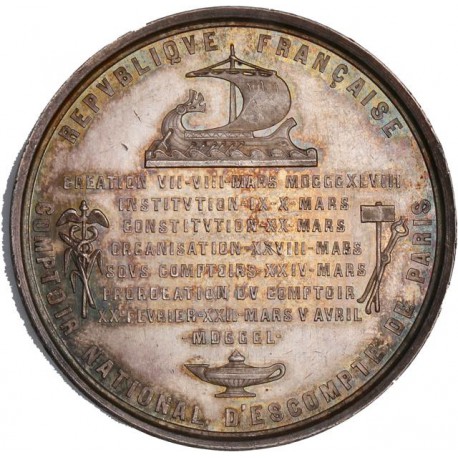 REPVBLIQVE FRANÇAISE
CREATION VII·VIII·MARS MDCCCXLVIII
INSTITVTION IX·X·MARS
CONSTITVTION XX·MARS
ORGANISATION XXVIII·MARS
SOVS COMPTOIRS XXIV·MARS
PROROGATION DV COMPTOIR
XX·FEVRIER·XXII·MARS V AVRIL
MDCCCL·
COMPTOIR NATIONAL D'ESCOMPTE DE PARIS